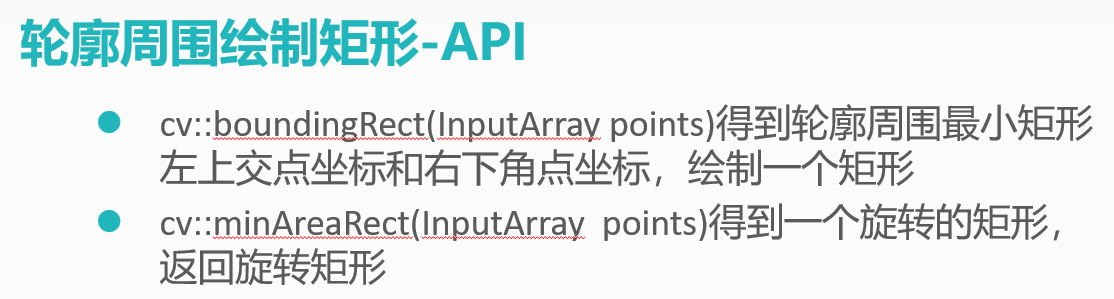 轮廓周围绘制矩形-API
cv::boundingRect(InputArray points)得到轮廓周围最小矩形
左上交点坐标和右下角点坐标，绘制一个矩形
cv::minAreaRect(InputArray  points)得到一个旋转的矩形，
返回旋转矩形